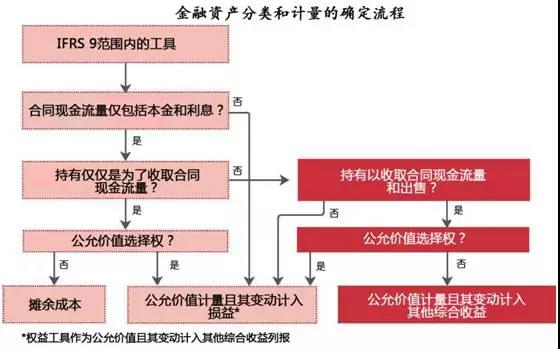 金融资产分类和计量的确定流程
IFRS 9范围内的工具
合同现金流量仅包括本金和利息？
否
是
持有仅仅是为了收取合同
现金流量？
否
持有以收取合同现金流量
和出售？
是
否
是
公允价值选择权？
公允价值选择权？
否
是
是
否
摊余成本
公允价值计量且其变动计入
损益*
公允价值计量且其变动计入
其他综合收益
*权益工具作为公允价值且其变动计入其他综合收益列报